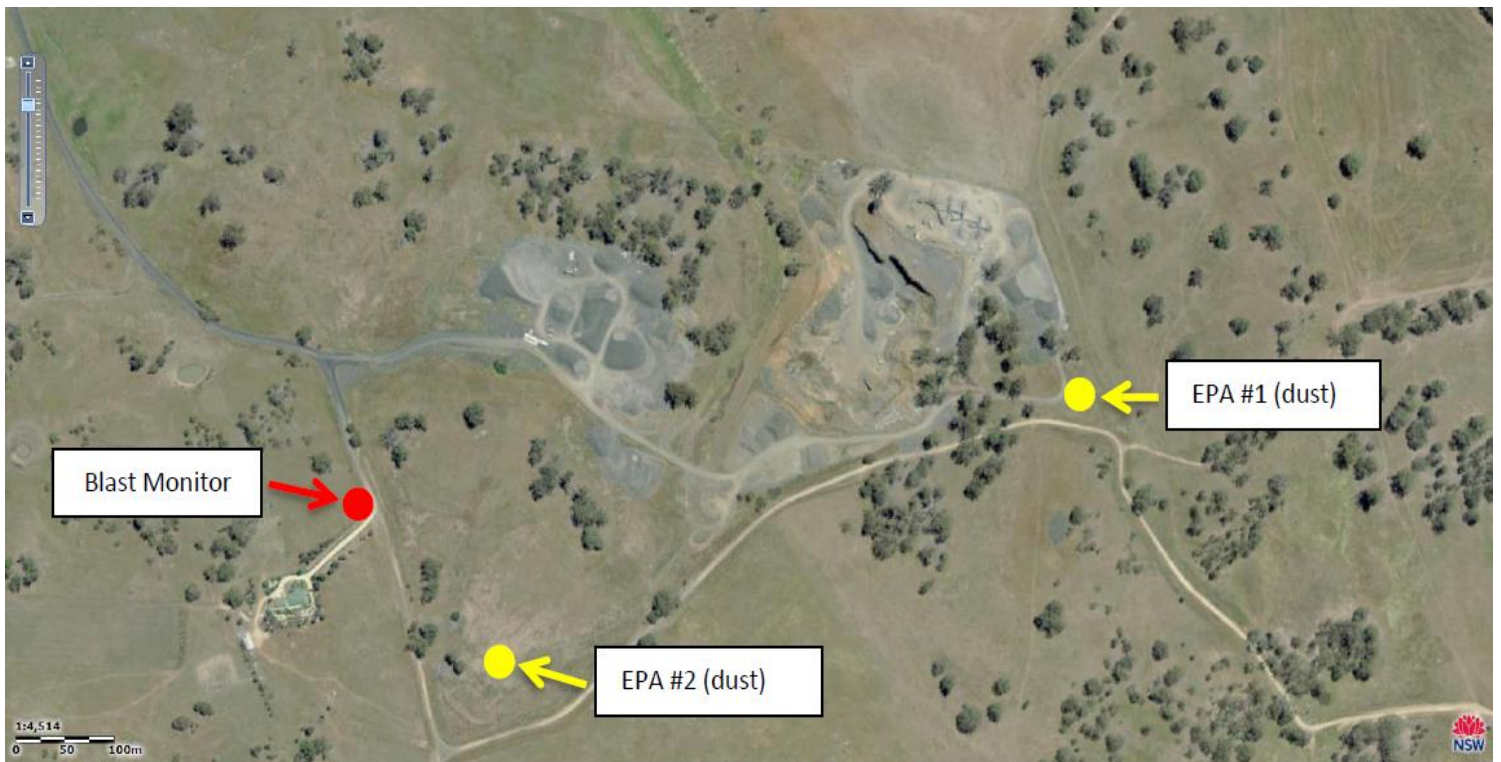 EPA #1 (dust)
Blast Monitor
EPA #2 (dust)
1:4,514
0 50 100m
NSW